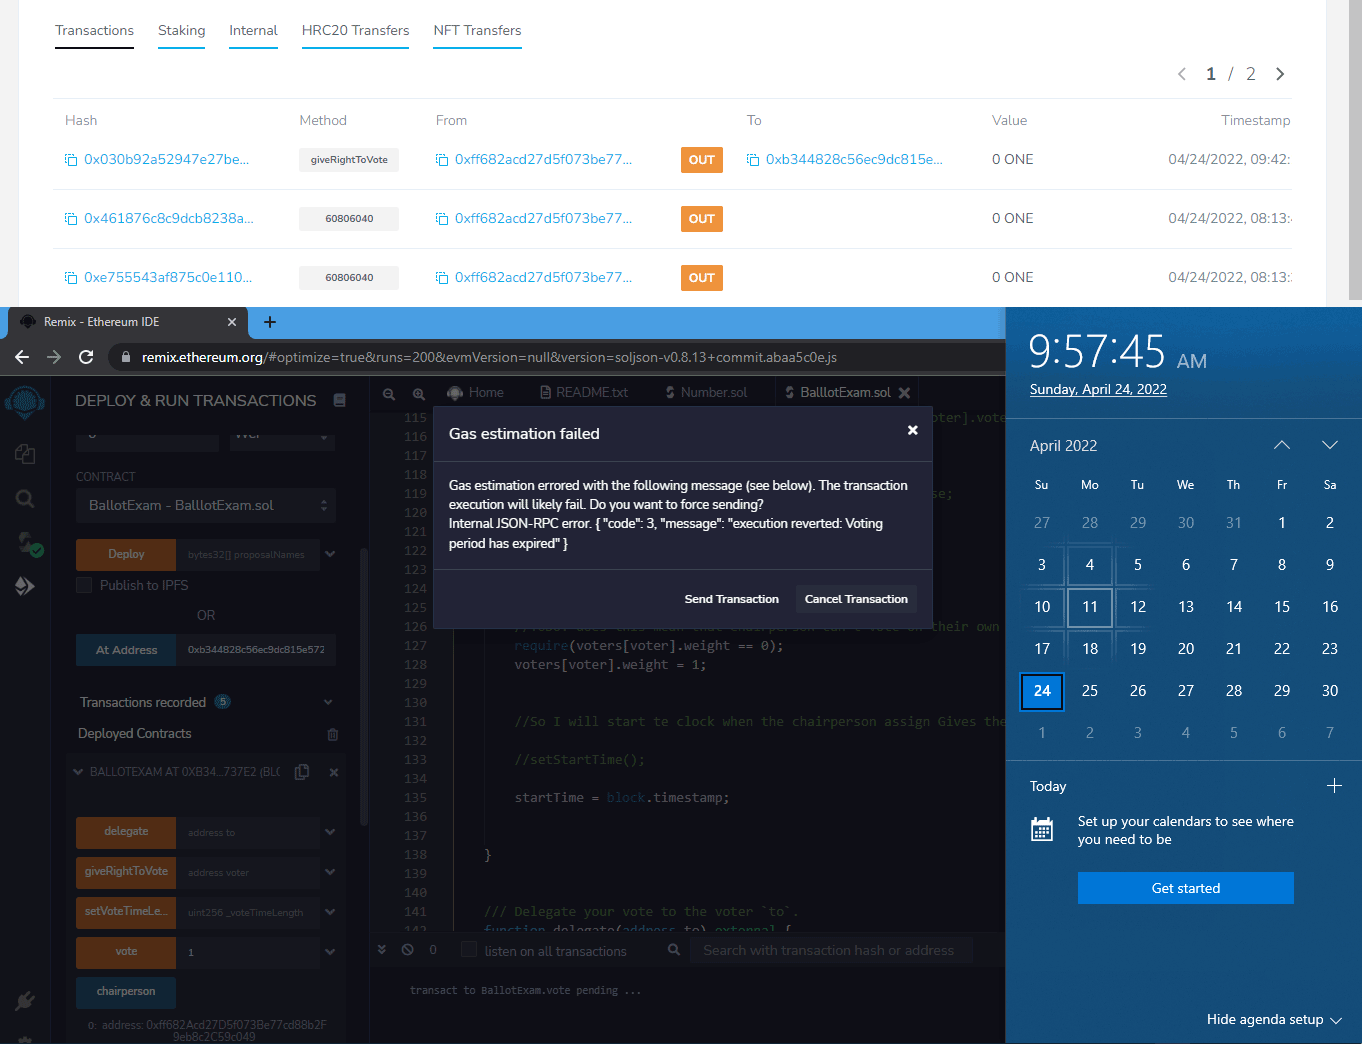 Transactions Staking Internal HRC20 Transfers NFT Transfers
1 / 2
Hash Method From To Value Timestamp
0x030b92a52947e27be... giveRightToVote 0xff682acd27d5f073be77... OUT 0xb344828c56ec9dc815e... 0 ONE 04/24/2022, 09:42:
0x461876c8c9dcb8238a... 60806040 0xff682acd27d5f073be77... OUT 0 ONE 04/24/2022, 08:13:
0xe755543af875c0e110... 60806040 0xff682acd27d5f073be77... OUT 0 ONE 04/24/2022, 08:13:
Remix - Ethereum IDE
remix.ethereum.org/#optimize=true&runs=200&evmVersion=null&version=soljson-v0.8.13+commit.abaa5c0e.js
DEPLOY & RUN TRANSACTIONS
0 Wei
CONTRACT
BallotExam - BalllotExam.sol
Deploy bytes32[] proposalNames
Publish to IPFS
OR
At Address 0xb344828c56ec9dc815e572
Transactions recorded 5
Deployed Contracts
BALLOTEXAM AT 0XB34...737E2 (BLO
delegate address to
giveRightToVote address voter
setVoteTimeLe... uint256 _voteTimeLength
vote 1
chairperson
0: address: 0xff682Acd27D5f073Be77cd88b2F
9eb8c2C59c049
Home README.txt Number.sol BalllotExam.sol
115 oter].vote
116
117
118
119 se;
120
121
122
123
124
125
Gas estimation failed
Gas estimation errored with the following message (see below). The transaction
execution will likely fail. Do you want to force sending?
Internal JSON-RPC error. { "code": 3, "message": "execution reverted: Voting
period has expired" }
Send Transaction Cancel Transaction
126 their own
127 require(voters[voter].weight == 0);
128 voters[voter].weight = 1;
129
130
131 //So I will start te clock when the chairperson assign Gives the
132
133 //setStartTime();
134
135 startTime = block.timestamp;
136
137
138 }
139
140
141 /// Delegate your vote to the voter `to`.
142 function delegate(address to) external {
0 listen on all transactions Search with transaction hash or address
transact to BallotExam.vote pending ...
9:57:45 AM
Sunday, April 24, 2022
April 2022
Su Mo Tu We Th Fr Sa
27 28 29 30 31 1 2
3 4 5 6 7 8 9
10 11 12 13 14 15 16
17 18 19 20 21 22 23
24 25 26 27 28 29 30
1 2 3 4 5 6 7
Today
Set up your calendars to see where
you need to be
Get started
Hide agenda setup